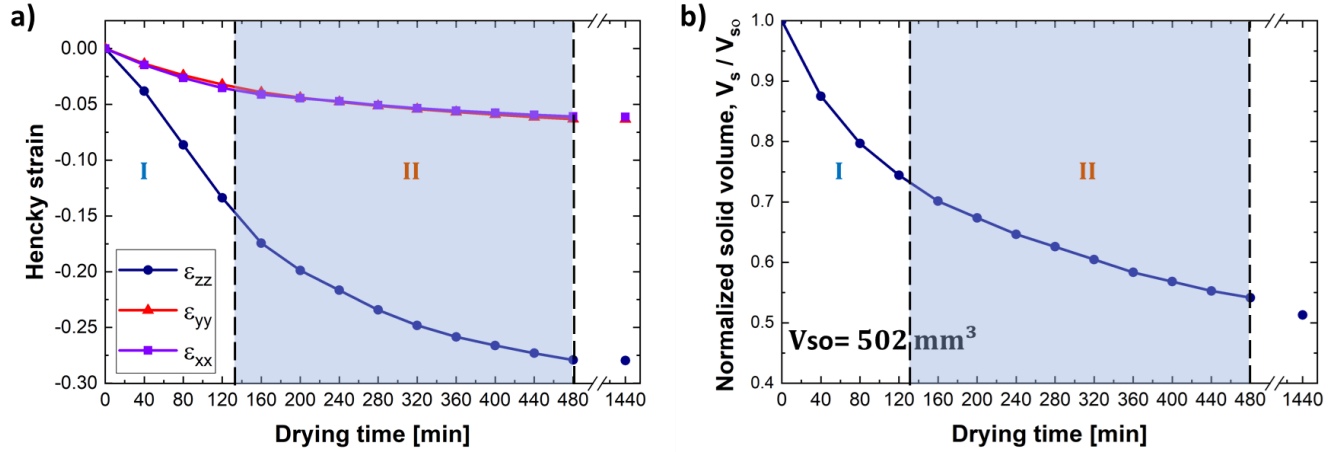 a)
Hencky strain
0.00
-0.05
-0.10
-0.15
-0.20
-0.25
-0.30
I
II
εzz
εyy
εxx
0 40 80 120 160 200 240 280 320 360 400 440 480 1440
Drying time [min]
b)
Normalized solid volume, Vs / Vso
1.0
0.9
0.8
0.7
0.6
0.5
0.4
I
II
Vso= 502 mm³
0 40 80 120 160 200 240 280 320 360 400 440 480 1440
Drying time [min]